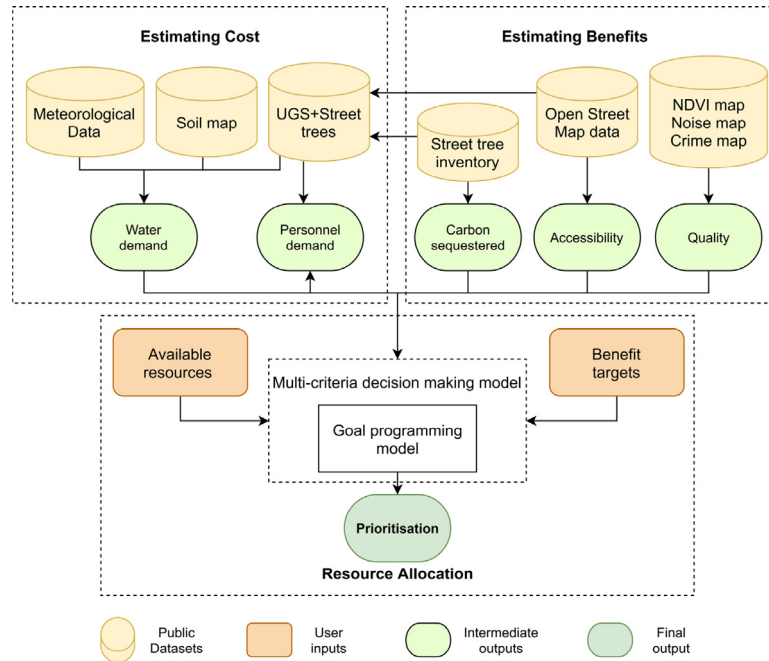 Estimating Cost
Estimating Benefits
Meteorological
Data
Soil map
UGS+Street
trees
Street tree
inventory
Open Street
Map data
NDVI map
Noise map
Crime map
Water
demand
Personnel
demand
Carbon
sequestered
Accessibility
Quality
Available
resources
Benefit
targets
Multi-criteria decision making model
Goal programming
model
Prioritisation
Resource Allocation
Public
Datasets
User
inputs
Intermediate
outputs
Final
output